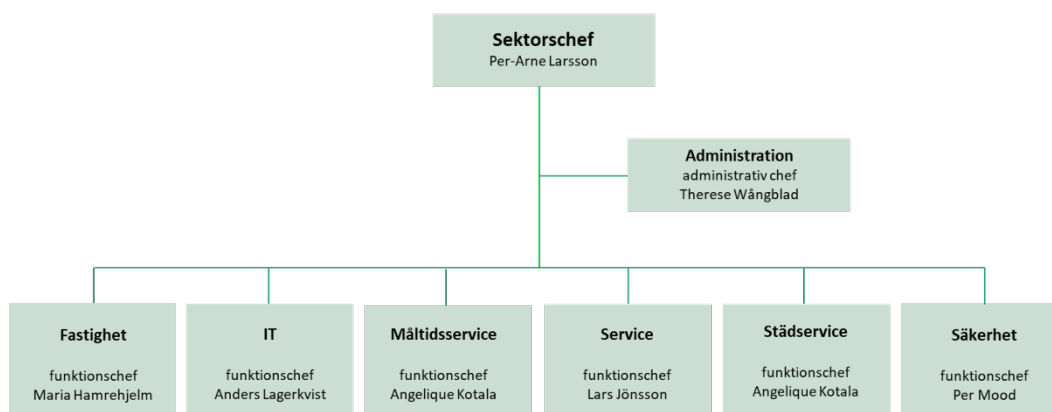 Sektorschef
Per-Arne Larsson
Administration
administrativ chef
Therese Wångblad
Fastighet
funktionschef
Maria Hamrehjelm
IT
funktionschef
Anders Lagerkvist
Måltidsservice
funktionschef
Angelique Kotala
Service
funktionschef
Lars Jönsson
Städservice
funktionschef
Angelique Kotala
Säkerhet
funktionschef
Per Mood